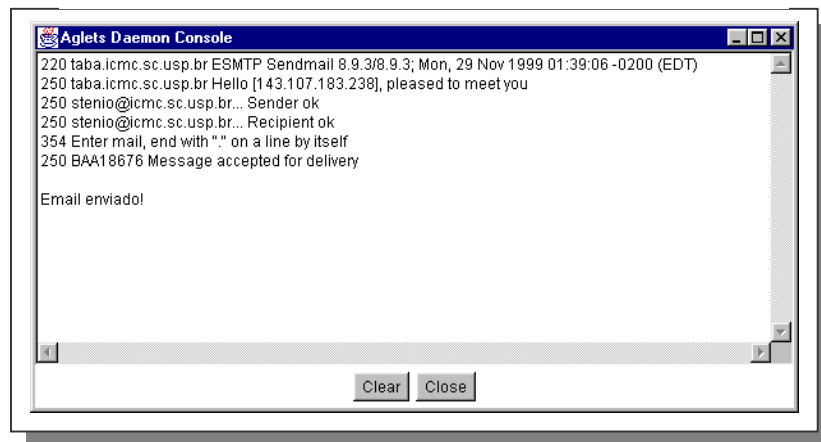 Aglets Daemon Console
220 taba.icmc.sc.usp.br ESMTP Sendmail 8.9.3/8.9.3; Mon, 29 Nov 1999 01:39:06 -0200 (EDT)
250 taba.icmc.sc.usp.br Hello [143.107.183.238], pleased to meet you
250 stenio@icmc.sc.usp.br... Sender ok
250 stenio@icmc.sc.usp.br... Recipient ok
354 Enter mail, end with "." on a line by itself
250 BAA18676 Message accepted for delivery
Email enviado!
Clear Close